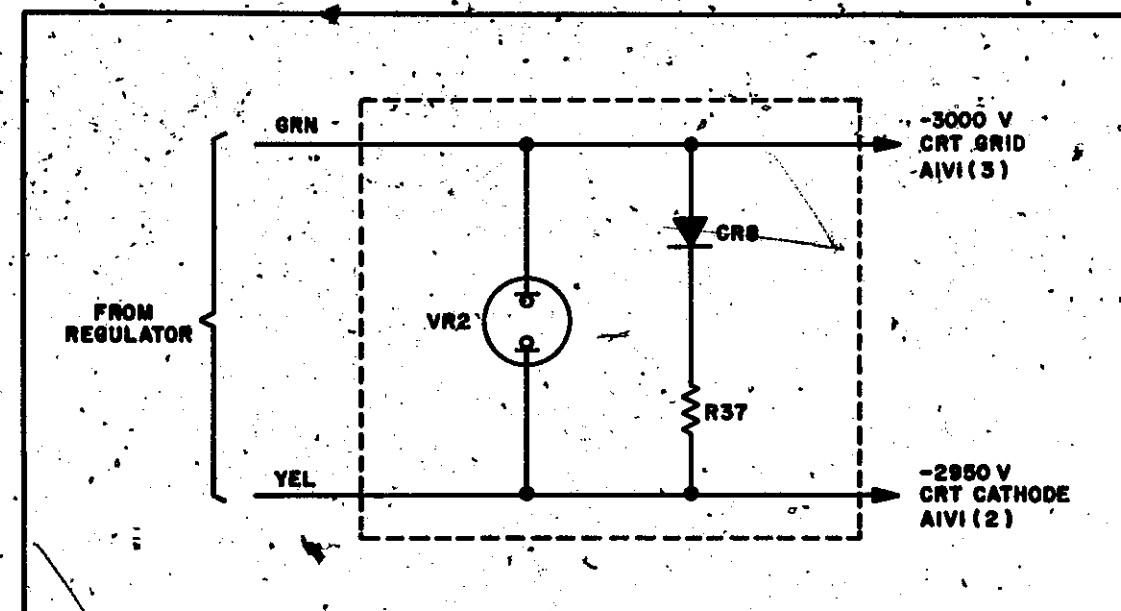 GRN
-3000 V
CRT GRID
A1V1(3)
CR8
FROM
REGULATOR
VR2
R37
YEL
-2950 V
CRT CATHODE
A1V1(2)